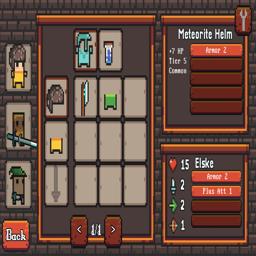 Meteorite Helm
+7 HP
Armor 2
Tier 5
Common
15 Elske
Armor 2
2
Plus Att 1
2
1
Back
< 1/1 >